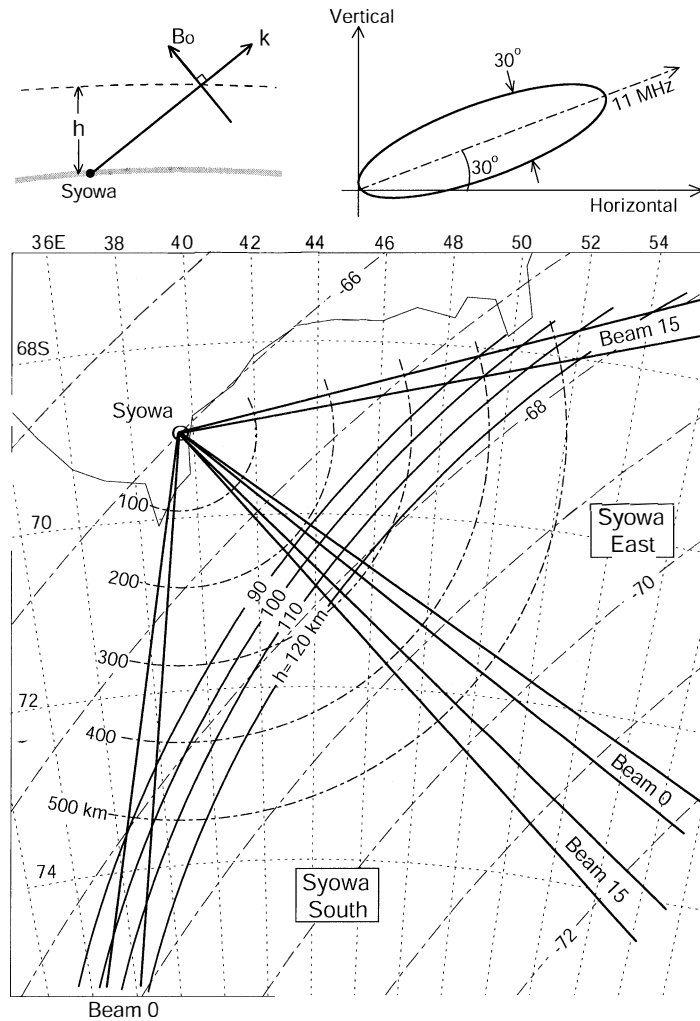 Bo
k
h
Syowa
Vertical
30°
11 MHz
30°
Horizontal
36E 38 40 42 44 46 48 50 52 54
-66
68S
Beam 15
Syowa
-68
100
70
Syowa
East
200
90
100
110
h=120 km
-70
300
72
400
Beam 0
500 km
74
Beam 15
Syowa
South
-72
Beam 0